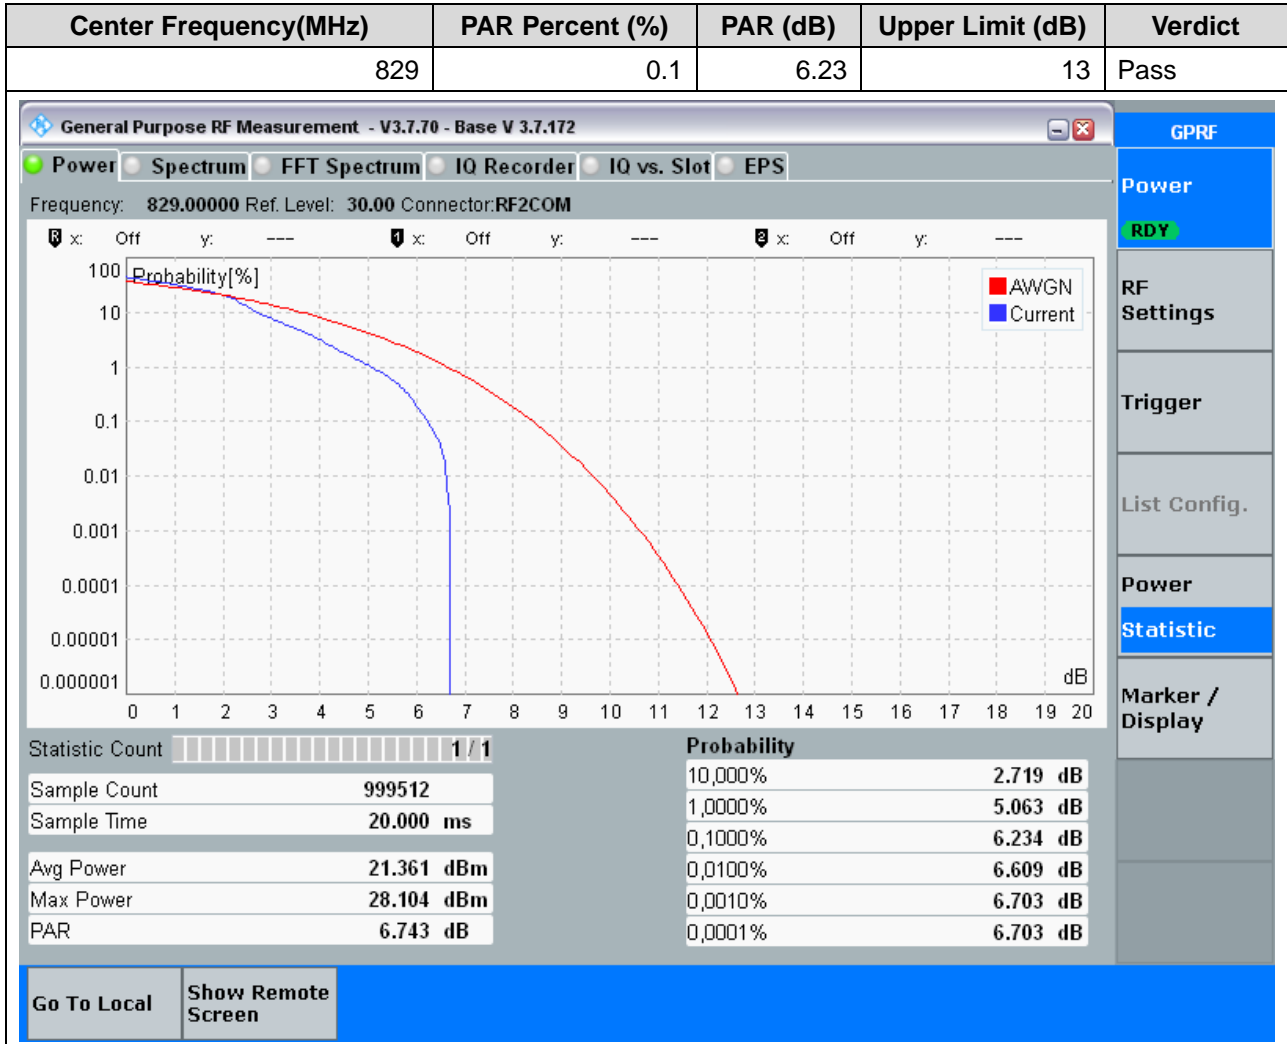 Center Frequency(MHz) PAR Percent (%) PAR (dB) Upper Limit (dB) Verdict
829 0.1 6.23 13 Pass
General Purpose RF Measurement - V3.7.70 - Base V 3.7.172
GPRF
Power Spectrum FFT Spectrum IQ Recorder IQ vs. Slot EPS
Power
RDY
Frequency: 829.00000 Ref. Level: 30.00 Connector:RF2COM
R x: Off y: --- 1 x: Off y: --- 2 x: Off y: ---
Probability[%]
AWGN
Current
100
10
1
0.1
0.01
0.001
0.0001
0.00001
0.000001
dB
0 1 2 3 4 5 6 7 8 9 10 11 12 13 14 15 16 17 18 19 20
RF
Settings
Trigger
List Config.
Power
Statistic
Marker /
Display
Statistic Count 1 / 1
Sample Count 999512
Sample Time 20.000 ms
Avg Power 21.361 dBm
Max Power 28.104 dBm
PAR 6.743 dB
Probability
10,000% 2.719 dB
1,0000% 5.063 dB
0,1000% 6.234 dB
0,0100% 6.609 dB
0,0010% 6.703 dB
0,0001% 6.703 dB
Go To Local
Show Remote
Screen